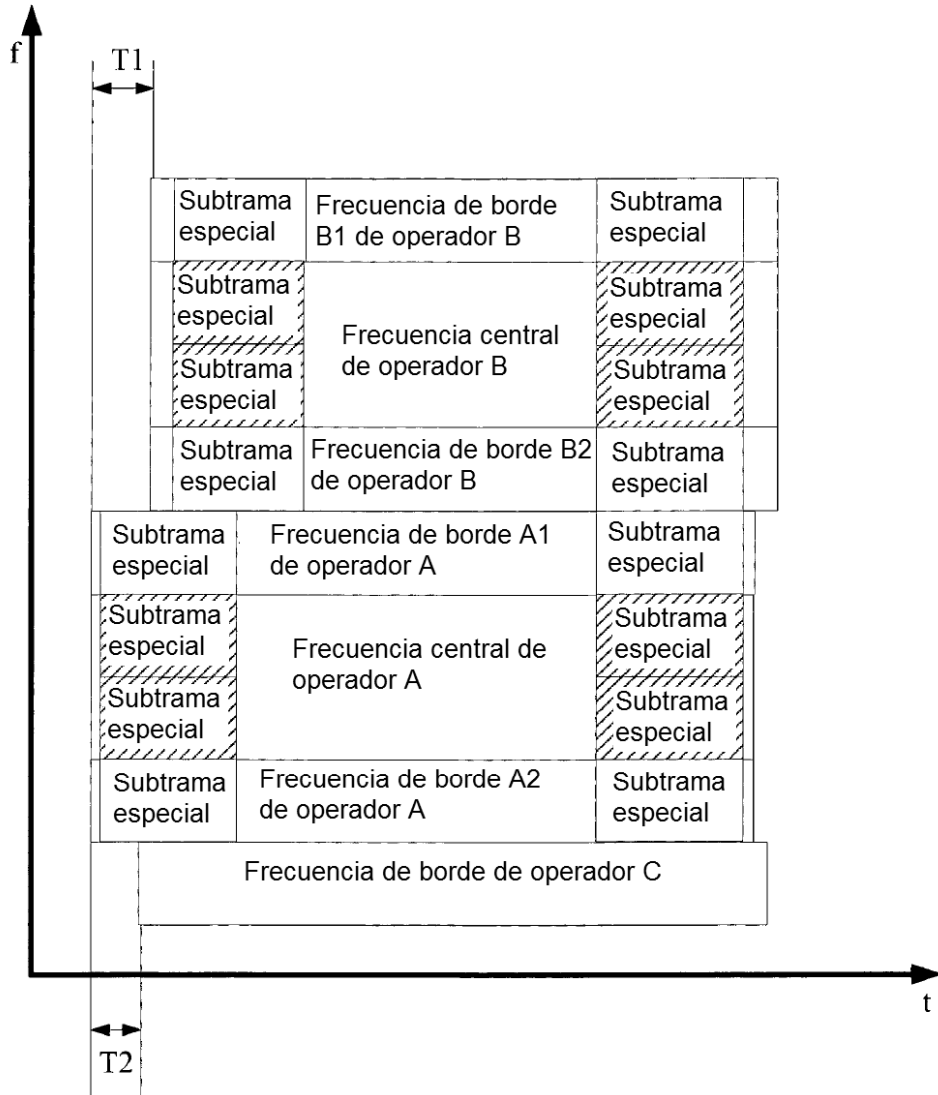 f
T1
Subtrama
especial
Frecuencia de borde
B1 de operador B
Subtrama
especial
Subtrama
especial
Frecuencia central
de operador B
Subtrama
especial
Subtrama
especial
Subtrama
especial
Subtrama
especial
Frecuencia de borde B2
de operador B
Subtrama
especial
Subtrama
especial
Frecuencia de borde A1
de operador A
Subtrama
especial
Subtrama
especial
Frecuencia central de
operador A
Subtrama
especial
Subtrama
especial
Subtrama
especial
Subtrama
especial
Frecuencia de borde A2
de operador A
Subtrama
especial
Frecuencia de borde de operador C
t
T2